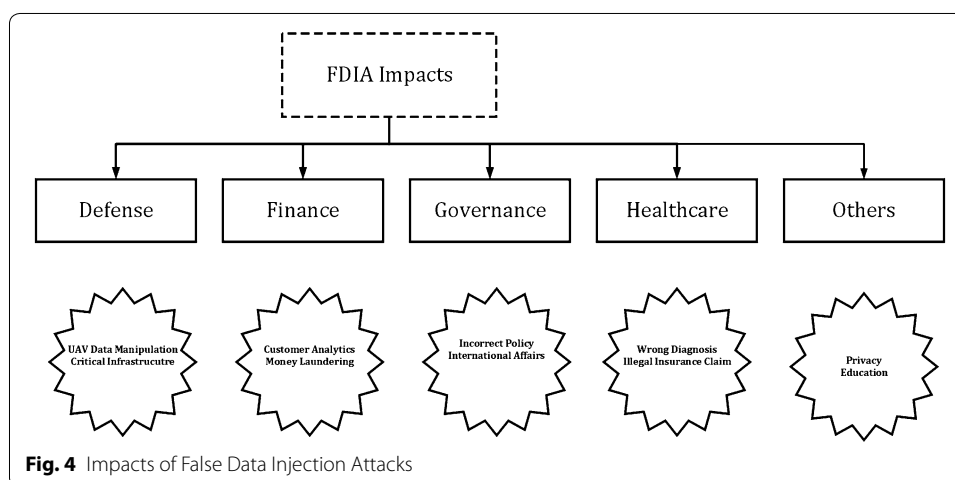 FDIA Impacts
Defense
Finance
Governance
Healthcare
Others
UAV Data Manipulation
Critical Infrastrucutre
Customer Analytics
Money Laundering
Incorrect Policy
International Affairs
Wrong Diagnosis
Illegal Insurance Claim
Privacy
Education
Fig. 4 Impacts of False Data Injection Attacks